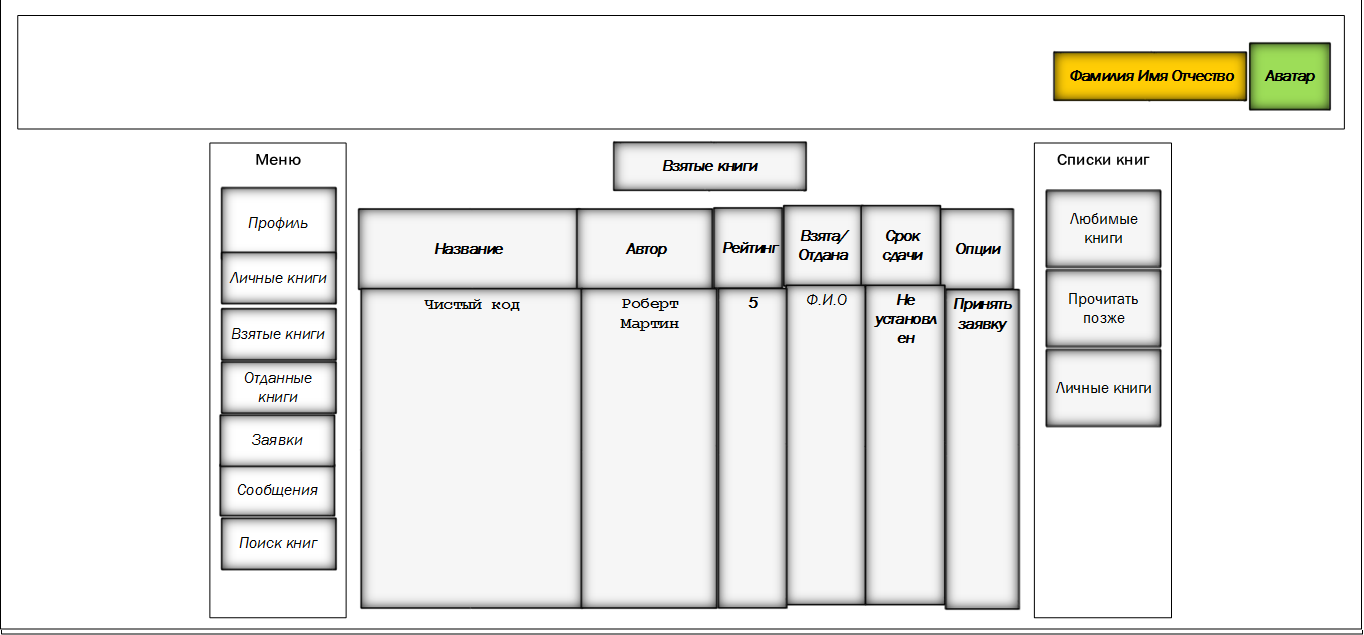 Фамилия Имя Отчество
Аватар
Меню
Профиль
Личные книги
Взятые книги
Отданные
книги
Заявки
Сообщения
Поиск книг
Взятые книги
Название
Автор
Рейтинг
Взята/
Отдана
Срок
сдачи
Опции
Чистый код
Роберт
Мартин
5
Ф.И.О
Не
установл
ен
Принять
заявку
Списки книг
Любимые
книги
Прочитать
позже
Личные книги